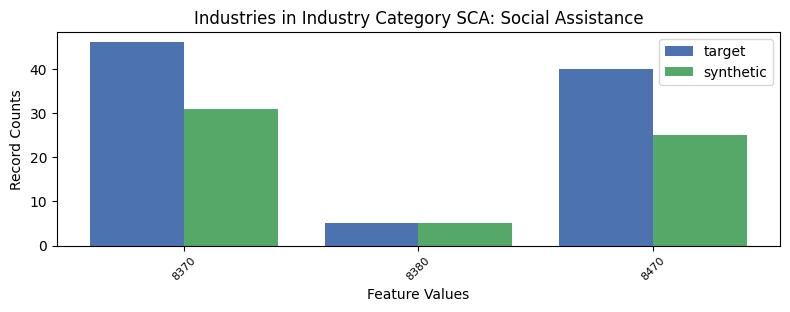 Industries in Industry Category SCA: Social Assistance
target
synthetic
Record Counts
40
30
20
10
0
8370
8380
8470
Feature Values